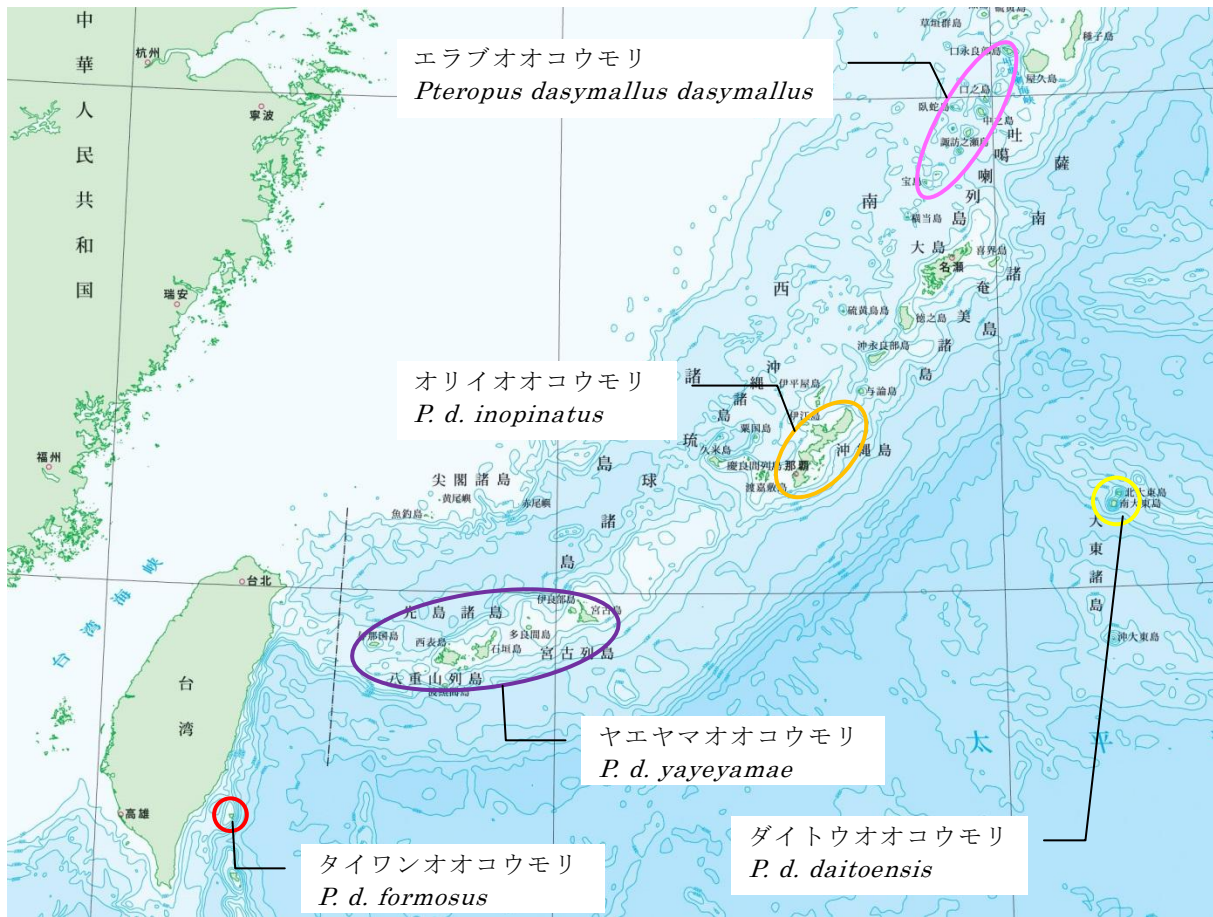 中華人民共和国
杭州
寧波
瑞安
福州
台湾海峡
台北
台湾
高雄
エラブオオコウモリ
Pteropus dasymallus dasymallus
草垣群島
口永良部島
種子島
屋久島
口之島
臥蛇島
中之島
諏訪之瀬島
宝島
吐噶喇列島
薩南諸島
横当島
大島
名瀬
喜界島
奄美諸島
硫黄鳥島
徳之島
沖永良部島
与論島
南西諸島
オリイオオコウモリ
P. d. inopinatus
沖縄諸島
伊平屋島
伊江島
粟国島
久米島
慶良間列島
那覇
渡嘉敷島
沖縄島
琉球諸島
尖閣諸島
黄尾嶼
赤尾嶼
魚釣島
北大東島
南大東島
大東諸島
沖大東島
先島諸島
伊良部島
宮古島
与那国島
西表島
石垣島
多良間島
宮古列島
八重山列島
波照間島
太平
ヤエヤマオオコウモリ
P. d. yayeyamae
ダイトウオオコウモリ
P. d. daitoensis
タイワンオオコウモリ
P. d. formosus